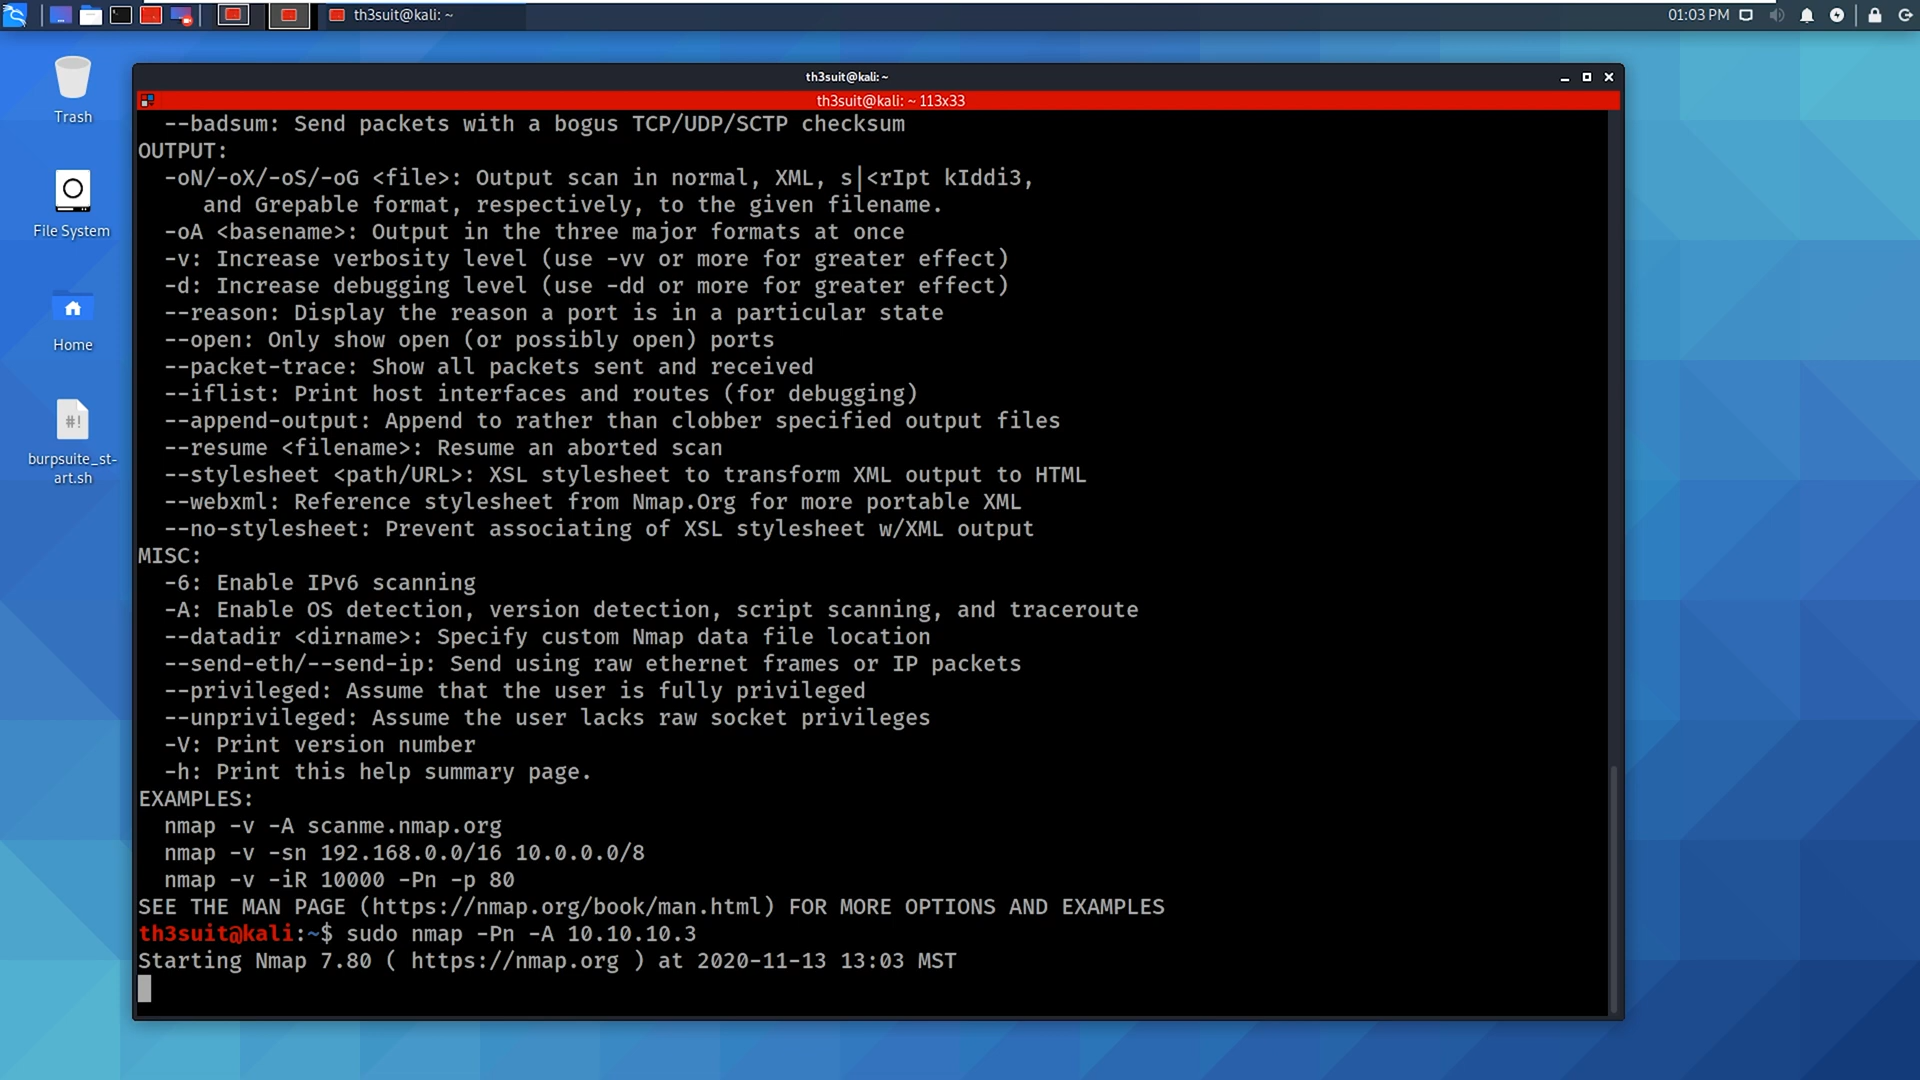 th3suit@kali: ~
01:03 PM
Trash
File System
Home
#!
burpsuite_st-
art.sh
th3suit@kali: ~
th3suit@kali: ~ 113x33
--badsum: Send packets with a bogus TCP/UDP/SCTP checksum
OUTPUT:
-oN/-oX/-oS/-oG <file>: Output scan in normal, XML, s|<rIpt kIddi3,
and Grepable format, respectively, to the given filename.
-oA <basename>: Output in the three major formats at once
-v: Increase verbosity level (use -vv or more for greater effect)
-d: Increase debugging level (use -dd or more for greater effect)
--reason: Display the reason a port is in a particular state
--open: Only show open (or possibly open) ports
--packet-trace: Show all packets sent and received
--iflist: Print host interfaces and routes (for debugging)
--append-output: Append to rather than clobber specified output files
--resume <filename>: Resume an aborted scan
--stylesheet <path/URL>: XSL stylesheet to transform XML output to HTML
--webxml: Reference stylesheet from Nmap.Org for more portable XML
--no-stylesheet: Prevent associating of XSL stylesheet w/XML output
MISC:
-6: Enable IPv6 scanning
-A: Enable OS detection, version detection, script scanning, and traceroute
--datadir <dirname>: Specify custom Nmap data file location
--send-eth/--send-ip: Send using raw ethernet frames or IP packets
--privileged: Assume that the user is fully privileged
--unprivileged: Assume the user lacks raw socket privileges
-V: Print version number
-h: Print this help summary page.
EXAMPLES:
nmap -v -A scanme.nmap.org
nmap -v -sn 192.168.0.0/16 10.0.0.0/8
nmap -v -iR 10000 -Pn -p 80
SEE THE MAN PAGE (https://nmap.org/book/man.html) FOR MORE OPTIONS AND EXAMPLES
th3suit@kali:~$ sudo nmap -Pn -A 10.10.10.3
Starting Nmap 7.80 ( https://nmap.org ) at 2020-11-13 13:03 MST